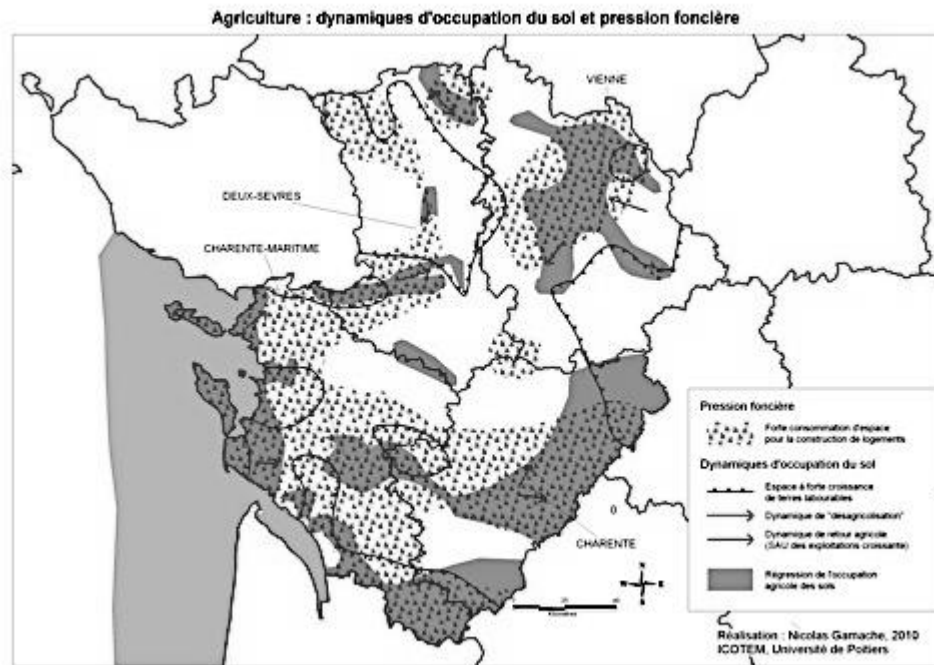 Agriculture : dynamiques d'occupation du sol et pression foncière
VIENNE
DEUX-SEVRES
CHARENTE-MARITIME
CHARENTE
Pression foncière
Forte consommation d'espace
pour la construction de logements
Dynamiques d'occupation du sol
Espace à forte croissance
de terres labourables
Dynamique de "désagricolisation"
Dynamique de retour agricole
(SAU des exploitations croissante)
Régression de l'occupation
agricole des sols
N
W E
S
0
Kilomètres
Réalisation : Nicolas Gamache, 2010
ICOTEM, Université de Poitiers